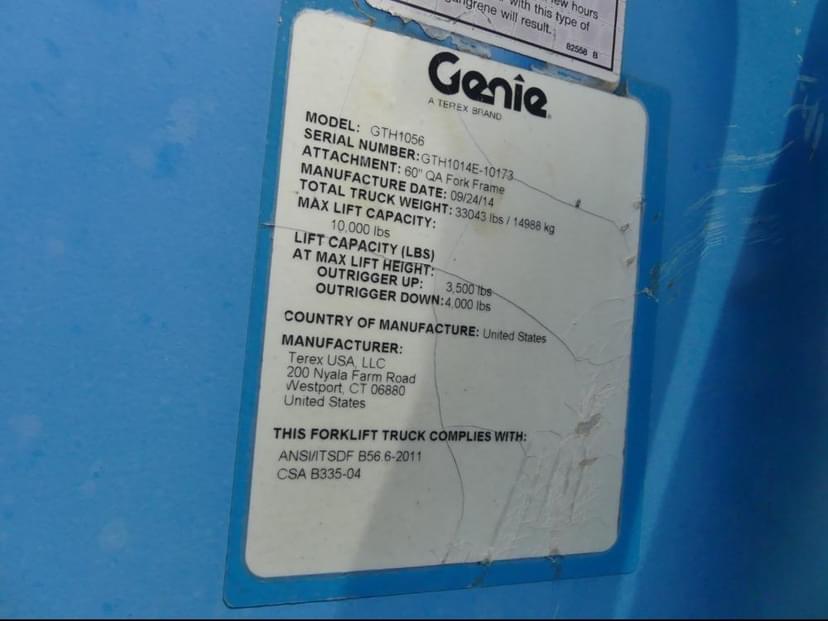 few hours
with this type of
gangrene will result.
82558 B
Genie
A TEREX BRAND
MODEL: GTH1056
SERIAL NUMBER: GTH1014E-10173
ATTACHMENT: 60" QA Fork Frame
MANUFACTURE DATE: 09/24/14
TOTAL TRUCK WEIGHT: 33043 lbs / 14988 kg
MAX LIFT CAPACITY:
10,000 lbs
LIFT CAPACITY (LBS)
AT MAX LIFT HEIGHT:
OUTRIGGER UP: 3,500 lbs
OUTRIGGER DOWN: 4,000 lbs
COUNTRY OF MANUFACTURE: United States
MANUFACTURER:
Terex USA, LLC
200 Nyala Farm Road
Westport, CT 06880
United States
THIS FORKLIFT TRUCK COMPLIES WITH:
ANSI/ITSDF B56.6-2011
CSA B335-04